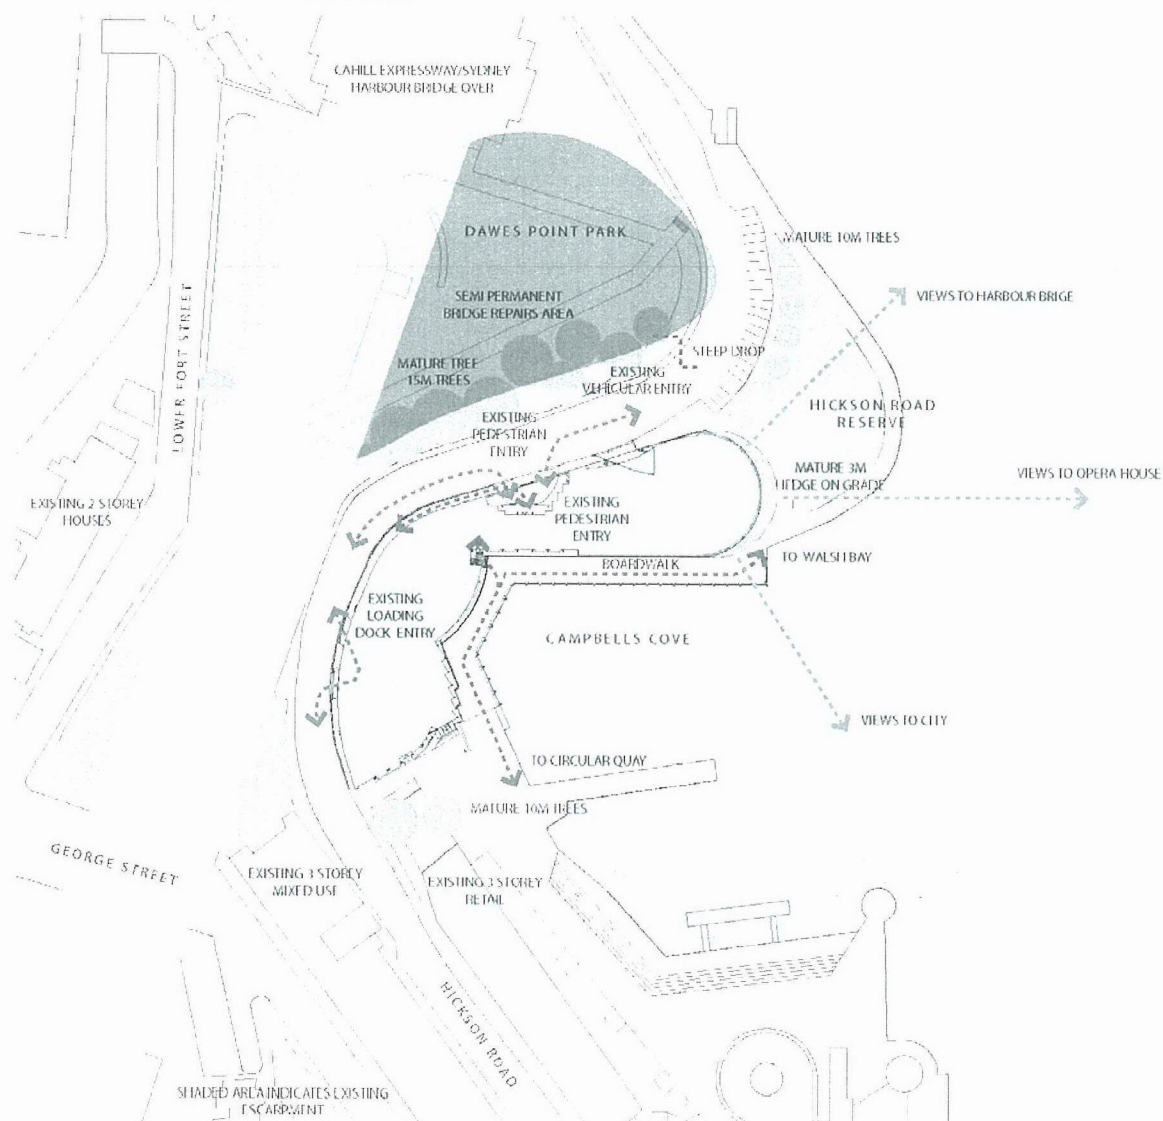 CAHILL EXPRESSWAY/SYDNEY
HARBOUR BRIDGE OVER
DAWES POINT PARK
MATURE 10M TREES
SEMI PERMANENT
BRIDGE REPAIRS AREA
VIEWS TO HARBOUR BRIGE
LOWER FORT STREET
STEEP DROP
MATURE TREE
15M TREES
EXISTING
VEHICULAR ENTRY
HICKSON ROAD
RESERVE
EXISTING
PEDESTRIAN
ENTRY
MATURE 3M
HEDGE ON GRADE
VIEWS TO OPERA HOUSE
EXISTING 2 STOREY
HOUSES
EXISTING
PEDESTRIAN
ENTRY
TO WALSH BAY
BOARDWALK
EXISTING
LOADING
DOCK ENTRY
CAMPBELLS COVE
VIEWS TO CITY
TO CIRCULAR QUAY
MATURE 10M TREES
GEORGE STREET
EXISTING 3 STOREY
MIXED USE
EXISTING 3 STOREY
RETAIL
HICKSON ROAD
SHADED AREA INDICATES EXISTING
ESCARPMENT